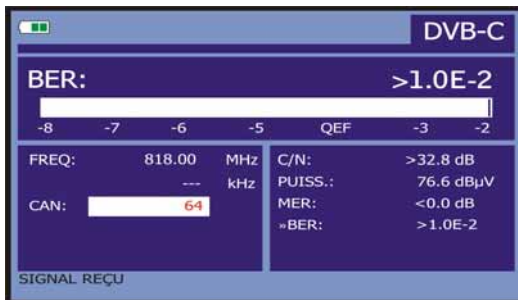 DVB-C
BER: >1.0E-2
-8 -7 -6 -5 QEF -3 -2
FREQ: 818.00 MHz
--- kHz
CAN: 64
C/N: >32.8 dB
PUISS.: 76.6 dBµV
MER: <0.0 dB
»BER: >1.0E-2
SIGNAL REÇU